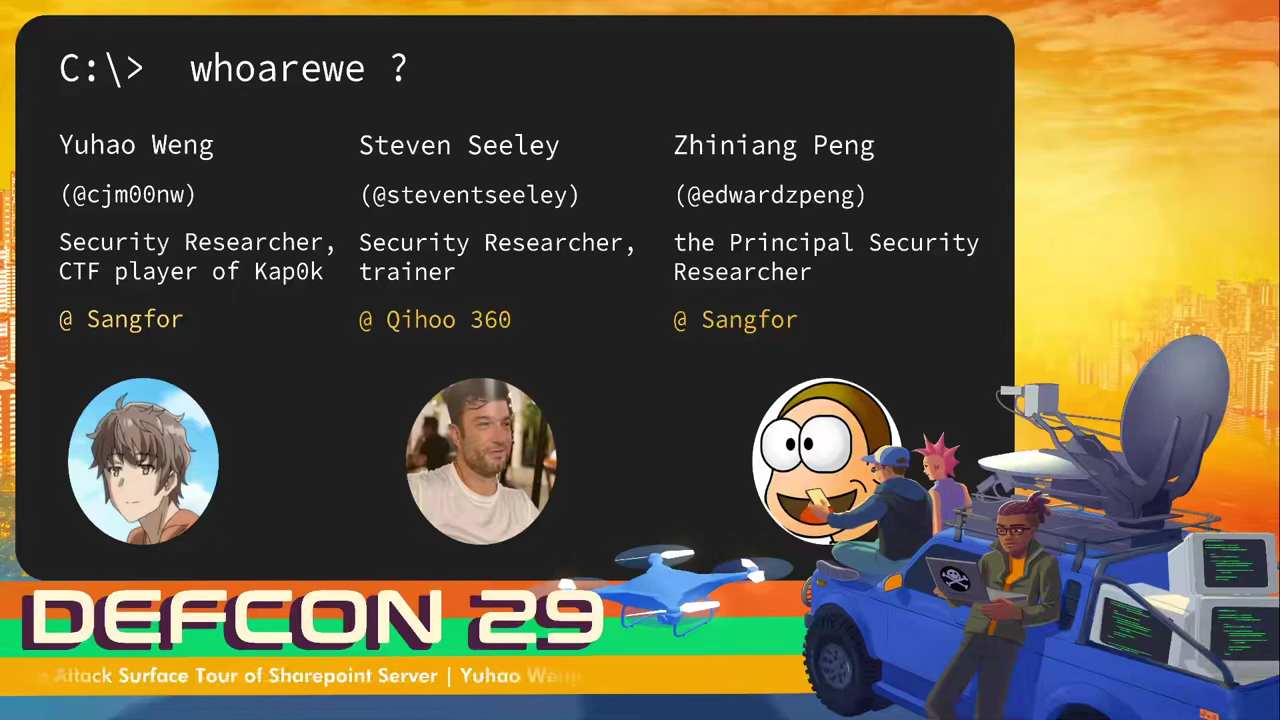 C:\> whoarewe ?
Yuhao Weng
(@cjm00nw)
Security Researcher,
CTF player of Kap0k
@ Sangfor
Steven Seeley
(@steventseeley)
Security Researcher,
trainer
@ Qihoo 360
Zhiniang Peng
(@edwardzpeng)
the Principal Security
Researcher
@ Sangfor
DEFCON 29
Attack Surface Tour of Sharepoint Server | Yuhao Weng